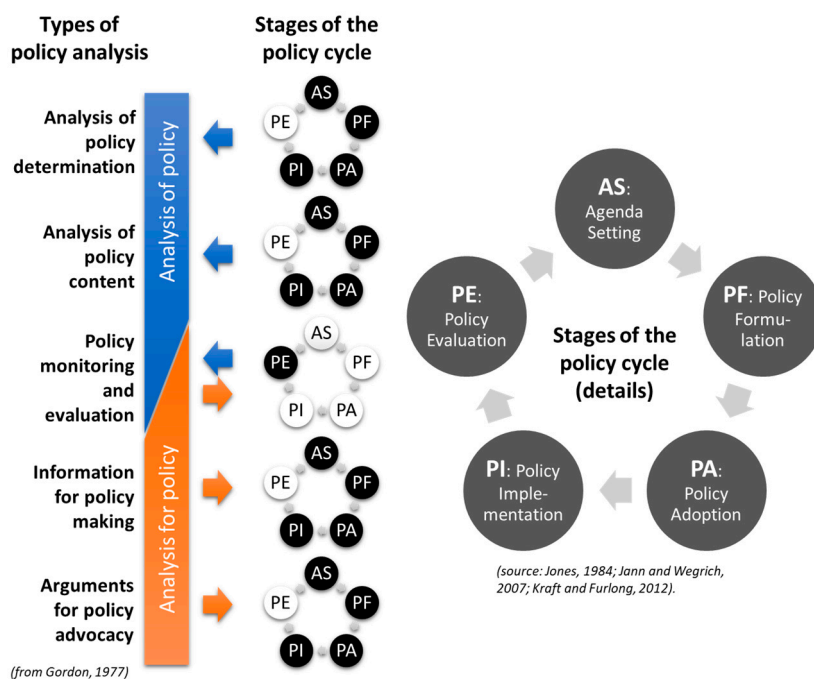 Types of
policy analysis
Stages of the
policy cycle
Analysis of
policy
determination
Analysis of
policy
content
Policy
monitoring
and
evaluation
Information
for policy
making
Arguments
for policy
advocacy
(from Gordon, 1977)
Analysis of policy
Analysis for policy
AS
PE
PF
PI
PA
AS
PE
PF
PI
PA
AS
PE
PF
PI
PA
AS
PE
PF
PI
PA
AS
PE
PF
PI
PA
AS:
Agenda
Setting
PE:
Policy
Evaluation
PF: Policy
Formu-
lation
Stages of the
policy cycle
(details)
PI: Policy
Imple-
mentation
PA:
Policy
Adoption
(source: Jones, 1984; Jann and Wegrich,
2007; Kraft and Furlong, 2012).